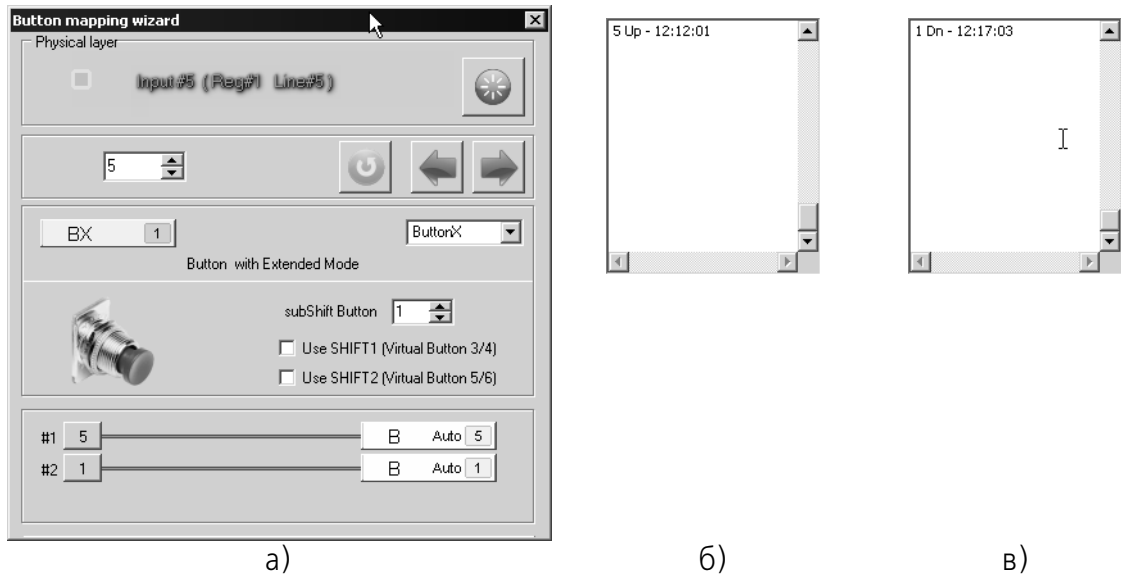 Button mapping wizard
Physical layer
Input#5 (Reg#1 Line#5)
5
BX 1
ButtonX
Button with Extended Mode
subShift Button 1
Use SHIFT1 (Virtual Button 3/4)
Use SHIFT2 (Virtual Button 5/6)
#1 5 B Auto 5
#2 1 B Auto 1
а)
5 Up - 12:12:01
б)
1 Dn - 12:17:03
в)